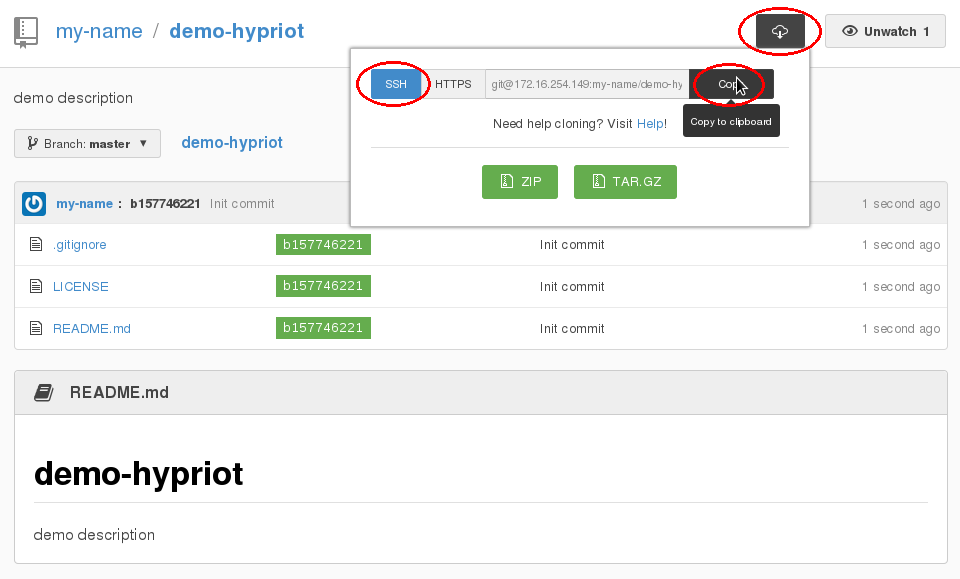 my-name / demo-hypriot
Unwatch 1
SSH HTTPS git@172.16.254.149:my-name/demo-hy Cop
Copy to clipboard
Need help cloning? Visit Help!
ZIP TAR.GZ
demo description
Branch: master demo-hypriot
my-name : b157746221 Init commit 1 second ago
.gitignore b157746221 Init commit 1 second ago
LICENSE b157746221 Init commit 1 second ago
README.md b157746221 Init commit 1 second ago
README.md
demo-hypriot
demo description